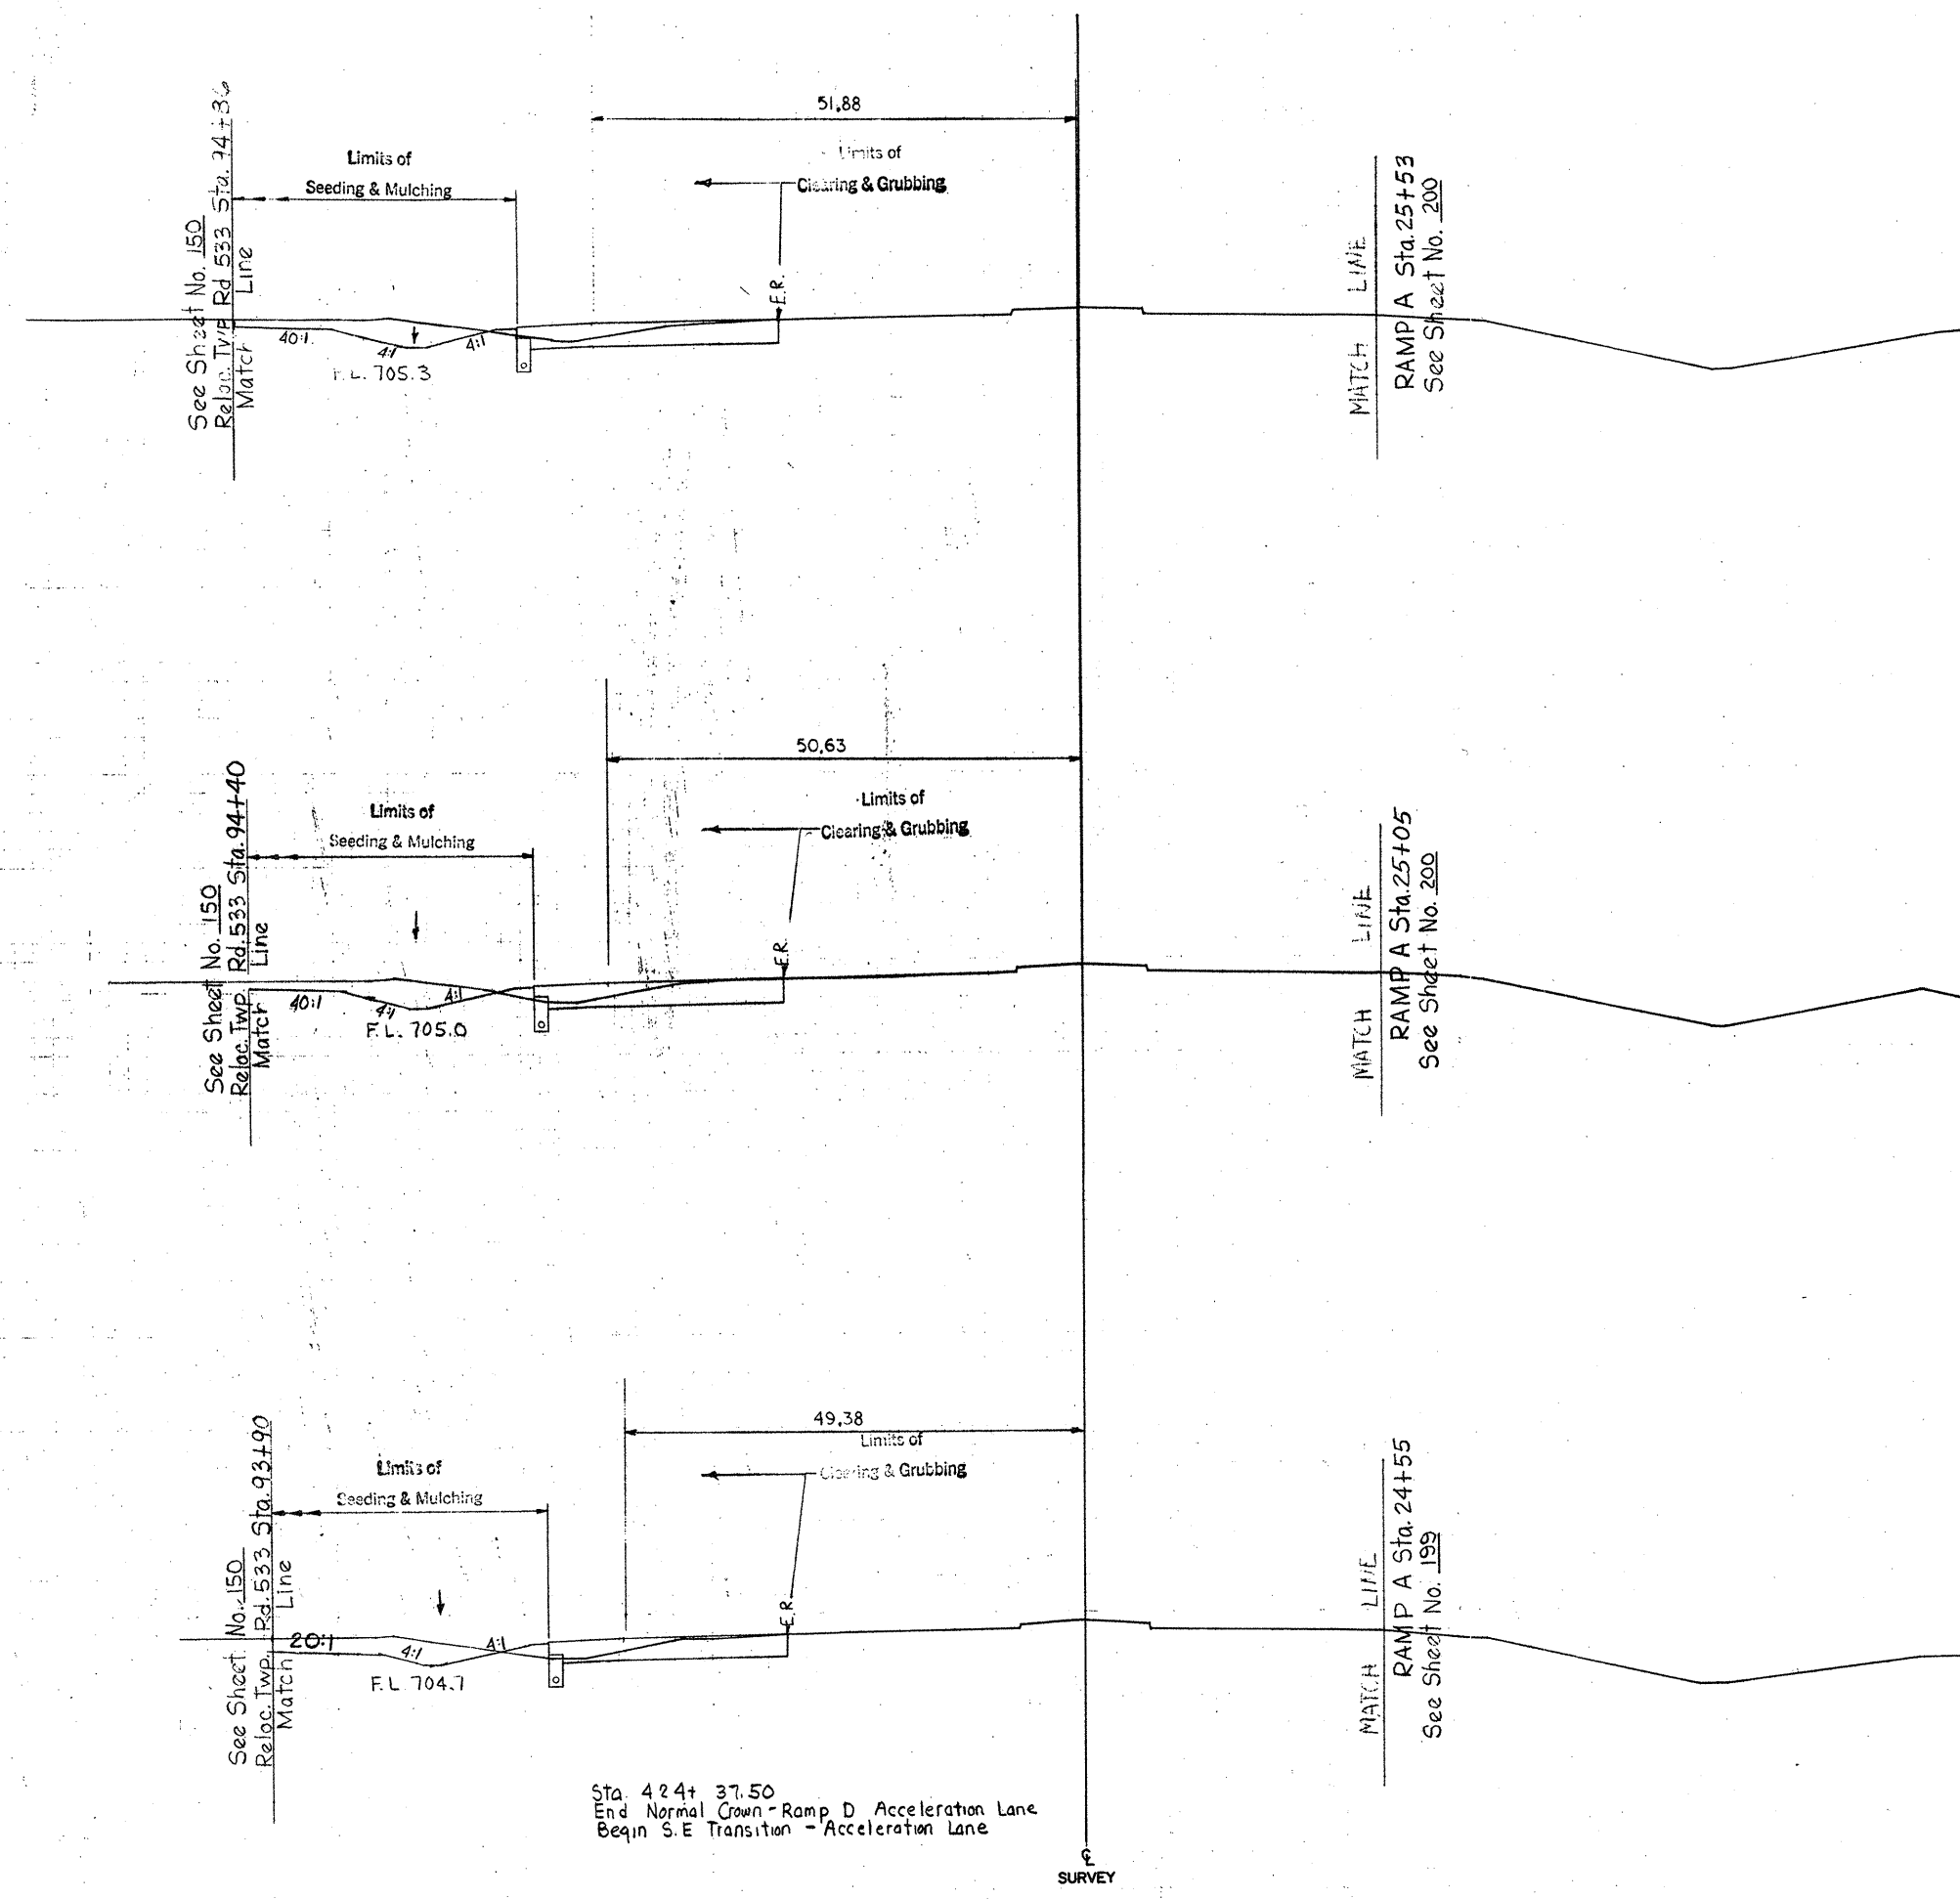 51.88
Limits of
Seeding & Mulching
Limits of
Clearing & Grubbing
See Sheet No. 150
Reloc. Twp. Rd 533 Sta. 94+36
Match Line
E.R.
40:1
4:1
4:1
F.L. 705.3
MATCH LINE
RAMP A Sta. 25+53
See Sheet No. 200
50.63
Limits of
Seeding & Mulching
Limits of
Clearing & Grubbing
See Sheet No. 150
Reloc. Twp. Rd. 533 Sta. 94+40
Match Line
E.R.
40:1
4:1
4:1
F.L. 705.0
MATCH LINE
RAMP A Sta. 25+05
See Sheet No. 200
49.38
Limits of
Seeding & Mulching
Limits of
Clearing & Grubbing
See Sheet No. 150
Reloc. Twp. Rd. 533 Sta. 93+90
Match Line
E.R.
20:1
4:1
4:1
F.L. 704.7
MATCH LINE
RAMP A Sta. 24+55
See Sheet No. 199
Sta. 424+ 37.50
End Normal Crown - Ramp D Acceleration Lane
Begin S.E Transition - Acceleration Lane
℄
SURVEY